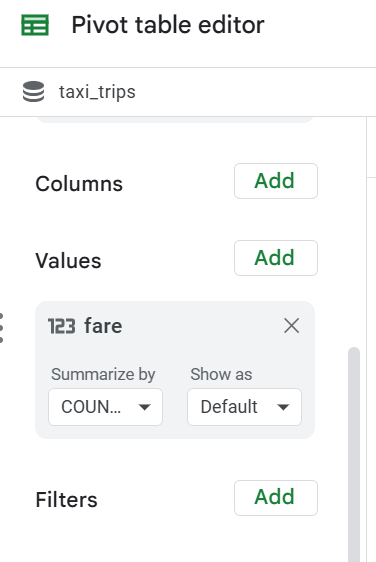 Pivot table editor
taxi_trips
Columns Add
Values Add
123 fare
Summarize by Show as
COUN... Default
Filters Add